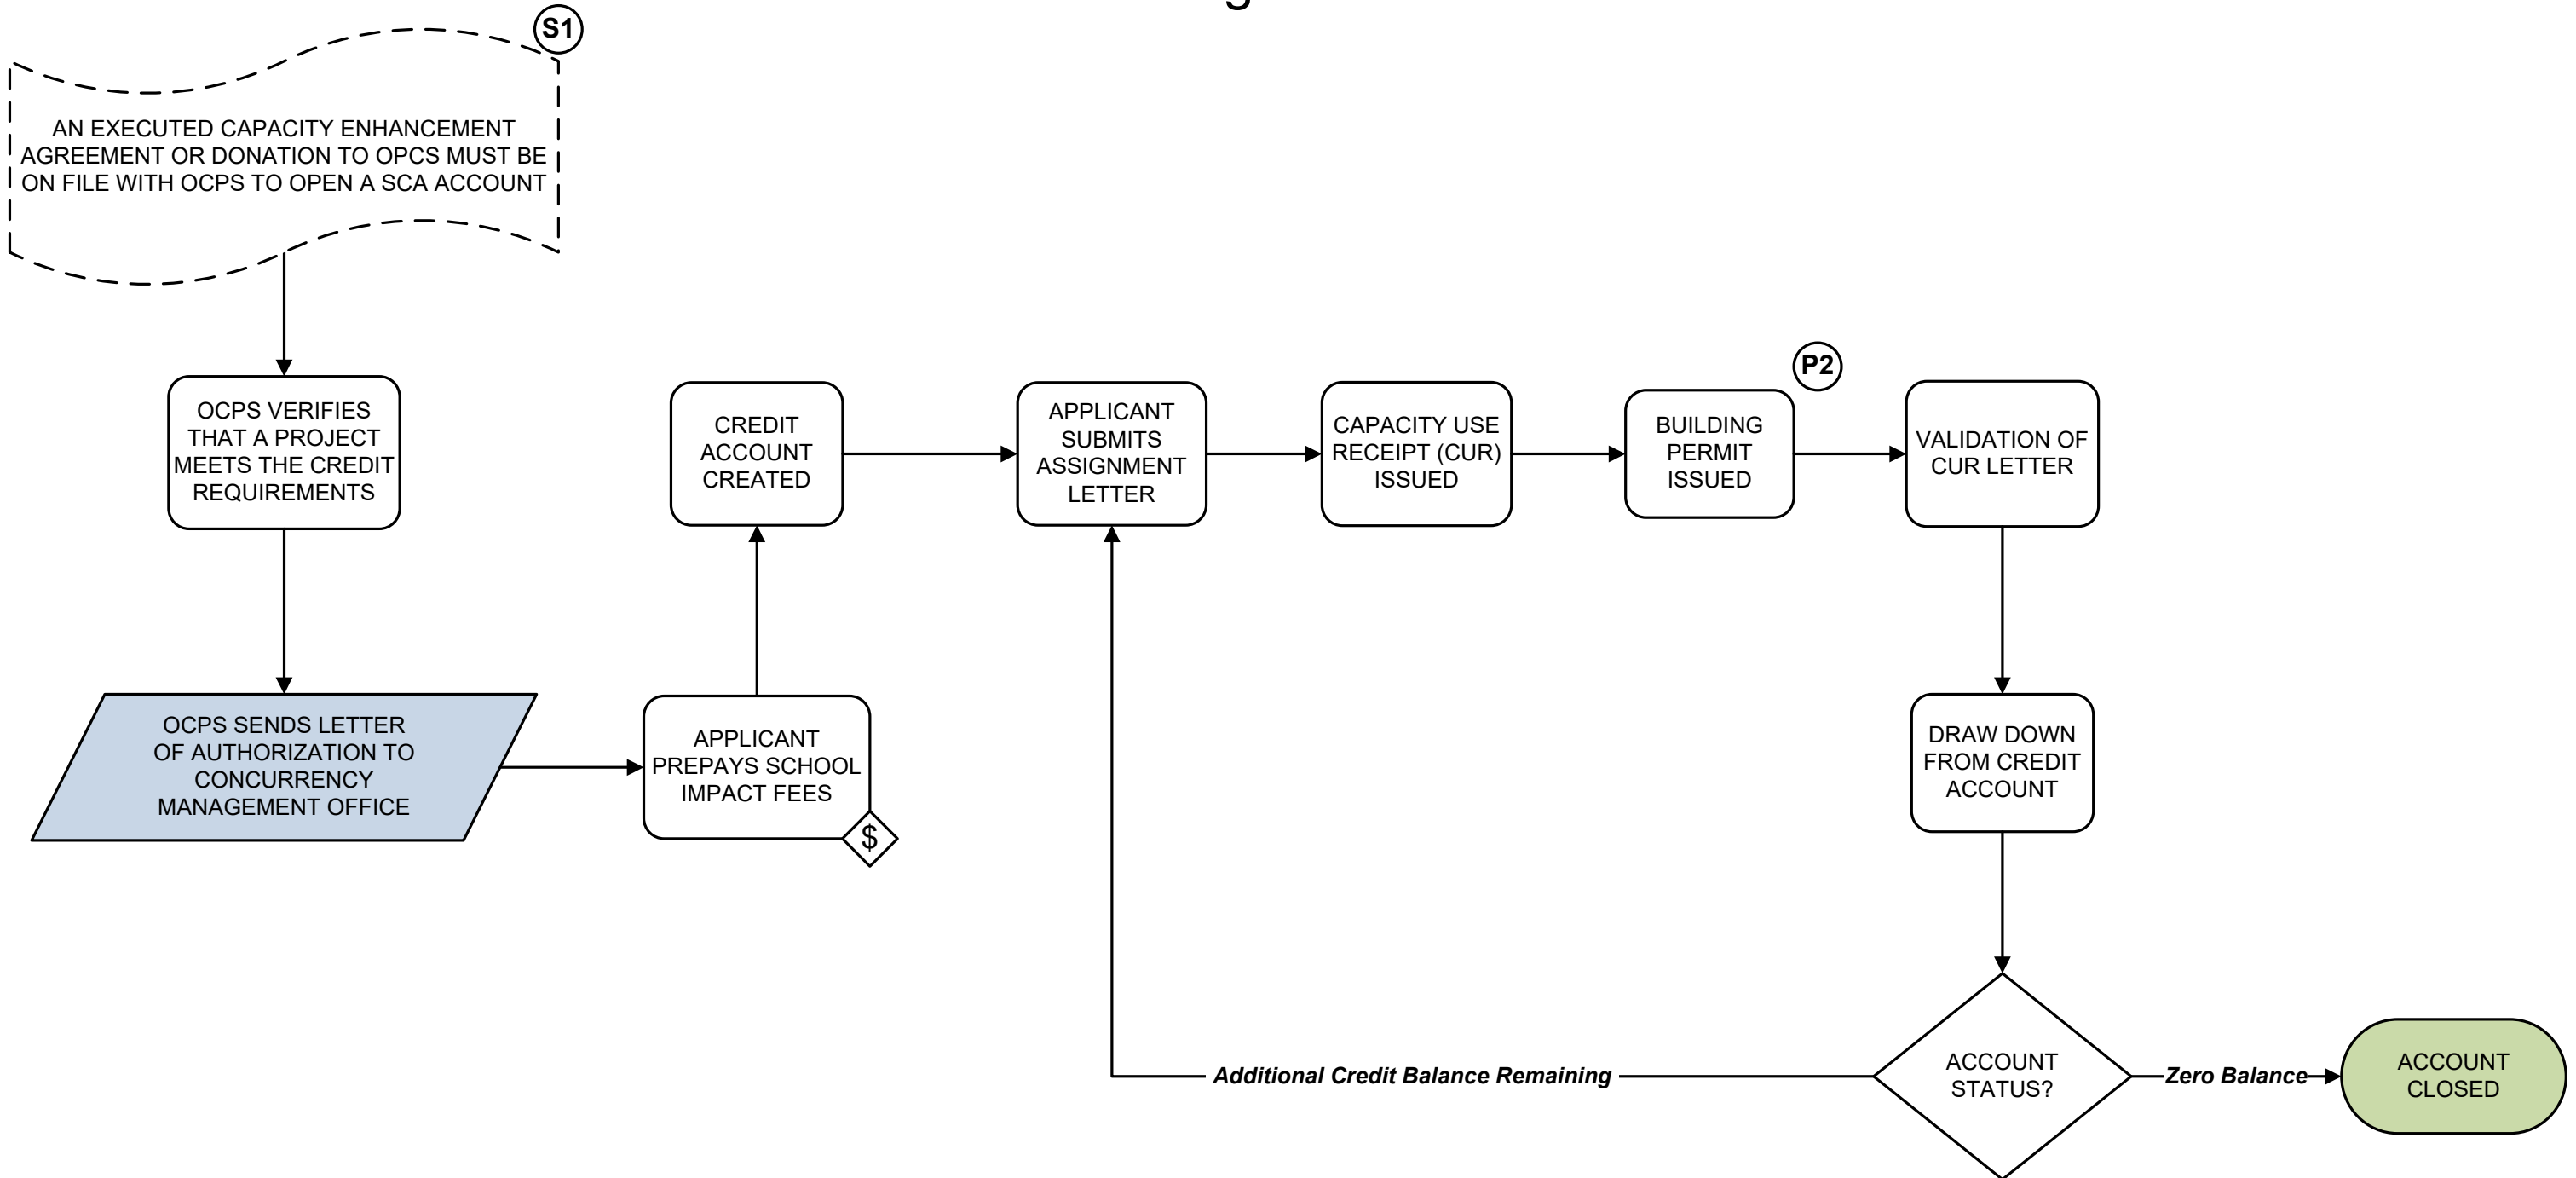 S1
AN EXECUTED CAPACITY ENHANCEMENT
AGREEMENT OR DONATION TO OPCS MUST BE
ON FILE WITH OCPS TO OPEN A SCA ACCOUNT
OCPS VERIFIES
THAT A PROJECT
MEETS THE CREDIT
REQUIREMENTS
OCPS SENDS LETTER
OF AUTHORIZATION TO
CONCURRENCY
MANAGEMENT OFFICE
APPLICANT
PREPAYS SCHOOL
IMPACT FEES
$
CREDIT
ACCOUNT
CREATED
APPLICANT
SUBMITS
ASSIGNMENT
LETTER
CAPACITY USE
RECEIPT (CUR)
ISSUED
BUILDING
PERMIT
ISSUED
P2
VALIDATION OF
CUR LETTER
DRAW DOWN
FROM CREDIT
ACCOUNT
ACCOUNT
STATUS?
Additional Credit Balance Remaining
Zero Balance
ACCOUNT
CLOSED